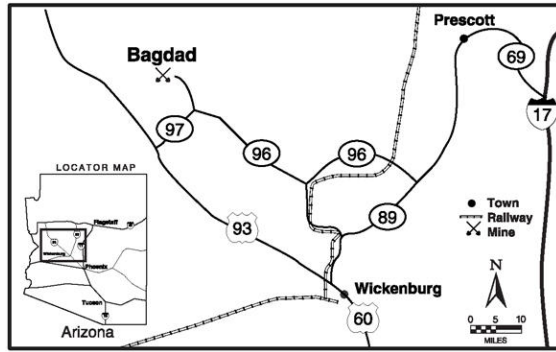 Prescott
69
17
Bagdad
97
96
96
89
93
Wickenburg
60
LOCATOR MAP
Flagstaff
Wickenburg
Phoenix
Tucson
Arizona
Town
Railway
Mine
N
0 5 10
MILES